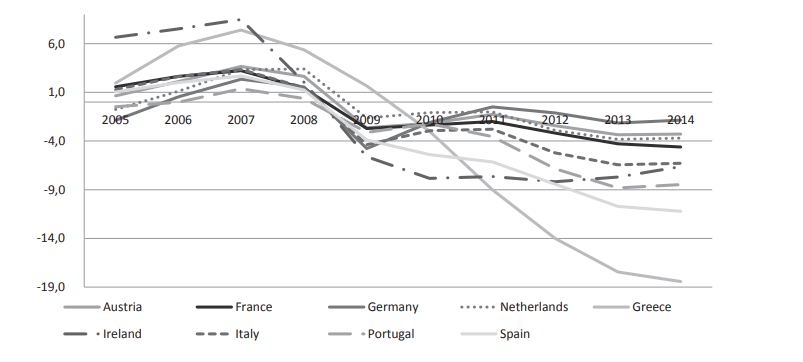 6,0
1,0
2005 2006 2007 2008 2009 2010 2011 2012 2013 2014
-4,0
-9,0
-14,0
-19,0
Austria France Germany Netherlands Greece
Ireland Italy Portugal Spain